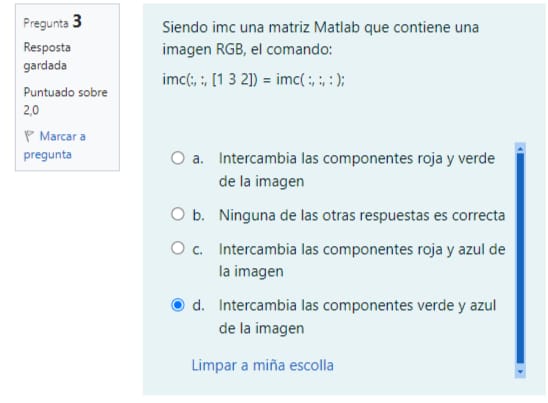 Pregunta 3
Resposta
gardada
Puntuado sobre
2,0
Marcar a
pregunta
Siendo imc una matriz Matlab que contiene una
imagen RGB, el comando:
imc(:, :, [1 3 2]) = imc( :, :, : );
a. Intercambia las componentes roja y verde
de la imagen
b. Ninguna de las otras respuestas es correcta
c. Intercambia las componentes roja y azul de
la imagen
d. Intercambia las componentes verde y azul
de la imagen
Limpar a miña escolla